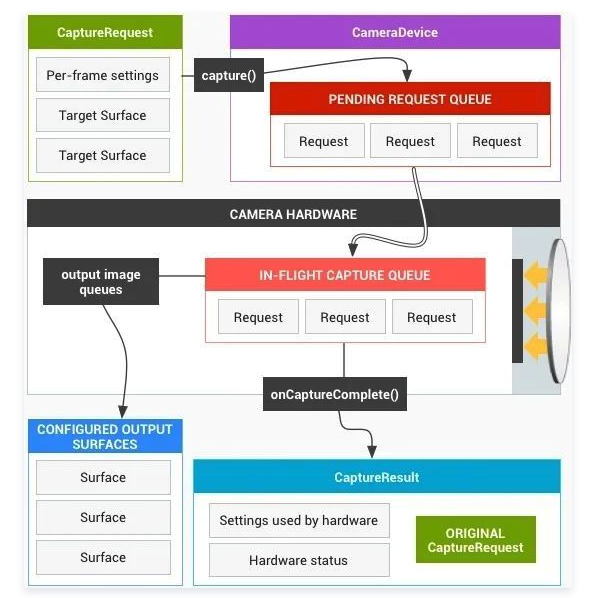 CaptureRequest
Per-frame settings
Target Surface
Target Surface
capture()
CameraDevice
PENDING REQUEST QUEUE
Request
Request
Request
CAMERA HARDWARE
output image
queues
IN-FLIGHT CAPTURE QUEUE
Request
Request
Request
onCaptureComplete()
CONFIGURED OUTPUT
SURFACES
Surface
Surface
Surface
CaptureResult
Settings used by hardware
Hardware status
ORIGINAL
CaptureRequest